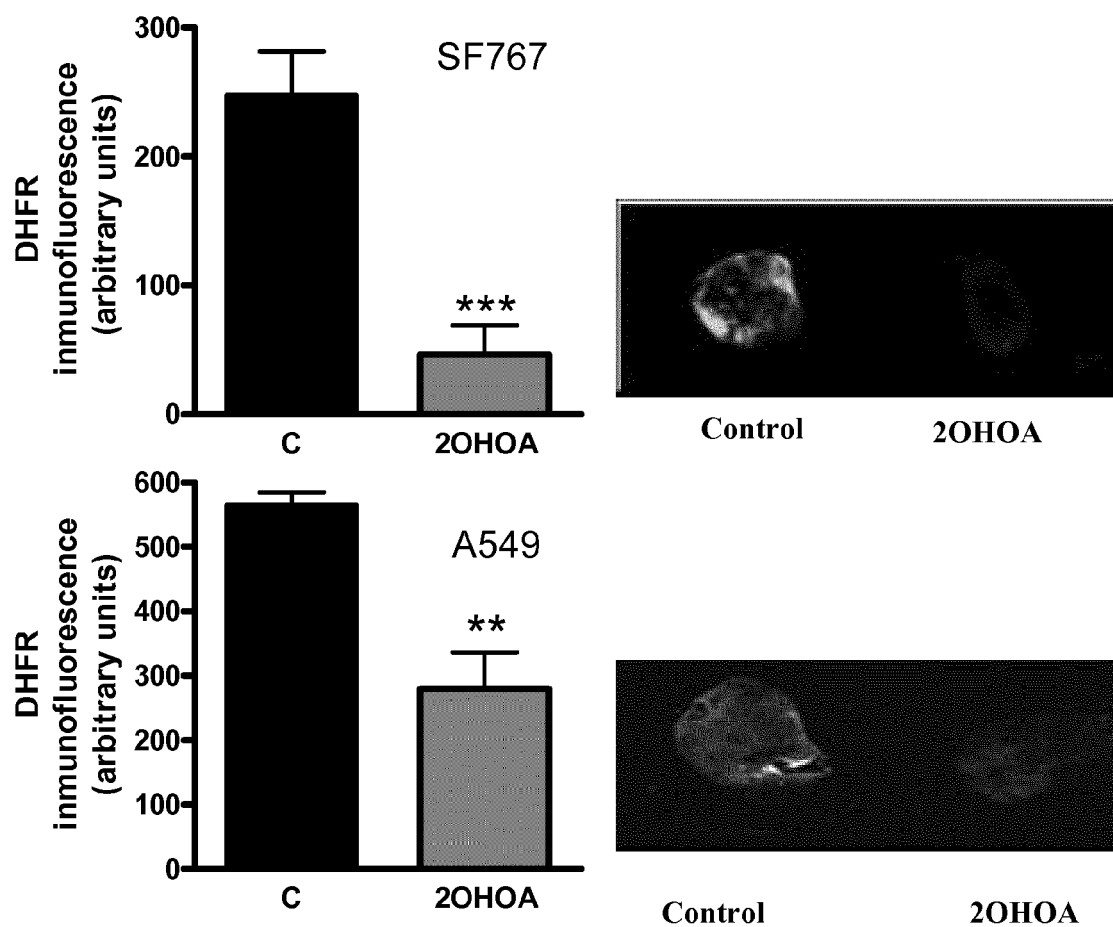 DHFR
inmunofluorescence
(arbitrary units)
300
200
100
0
SF767
***
C
2OHOA
Control
2OHOA
DHFR
inmunofluorescence
(arbitrary units)
600
500
400
300
200
100
0
A549
**
C
2OHOA
Control
2OHOA